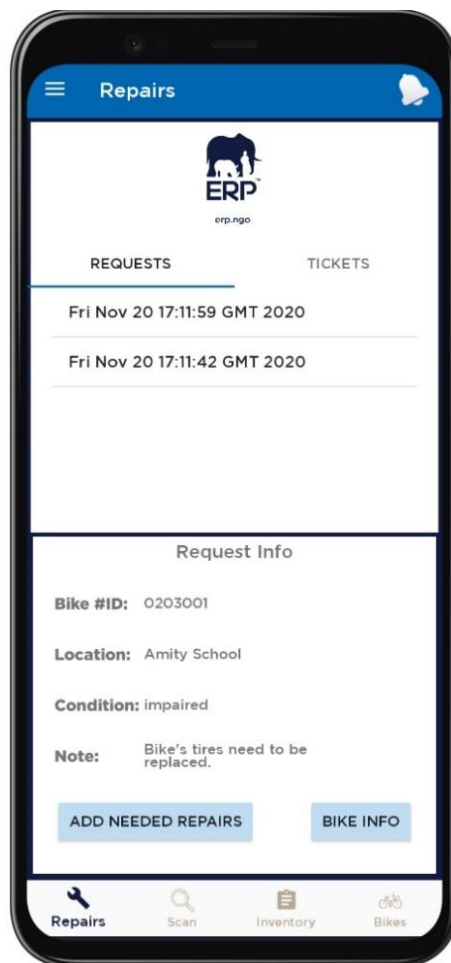 Repairs
ERP™
erp.ngo
REQUESTS TICKETS
Fri Nov 20 17:11:59 GMT 2020
Fri Nov 20 17:11:42 GMT 2020
Request Info
Bike #ID: 0203001
Location: Amity School
Condition: impaired
Note: Bike's tires need to be
replaced.
ADD NEEDED REPAIRS BIKE INFO
Repairs Scan Inventory Bikes